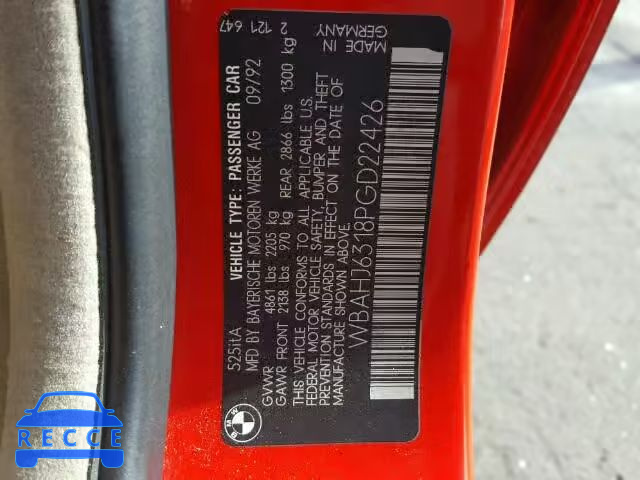 525itA
2 121 647
VEHICLE TYPE: PASSENGER CAR
MFD BY BAYERISCHE MOTOREN WERKE AG 09/92
GVWR 4861 lbs 2205 kg
GAWR FRONT 2138 lbs 970 kg REAR 2866 lbs 1300 kg
THIS VEHICLE CONFORMS TO ALL APPLICABLE U.S.
FEDERAL MOTOR VEHICLE SAFETY, BUMPER AND THEFT
PREVENTION STANDARDS IN EFFECT ON THE DATE OF
MANUFACTURE SHOWN ABOVE.
MADE IN
GERMANY
WBAHJ6318PGD22426
BMW
RECCE